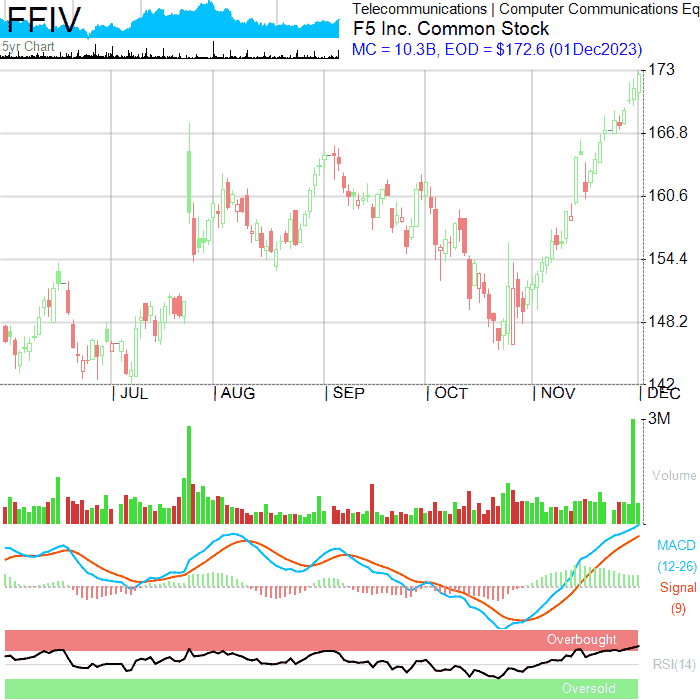 FFIV
5yr Chart
Telecommunications | Computer Communications Eq
F5 Inc. Common Stock
MC = 10.3B, EOD = $172.6 (01Dec2023)
173
166.8
160.6
154.4
148.2
142
JUL AUG SEP OCT NOV DEC
3M
Volume
MACD
(12-26)
Signal
(9)
Overbought
RSI(14)
Oversold